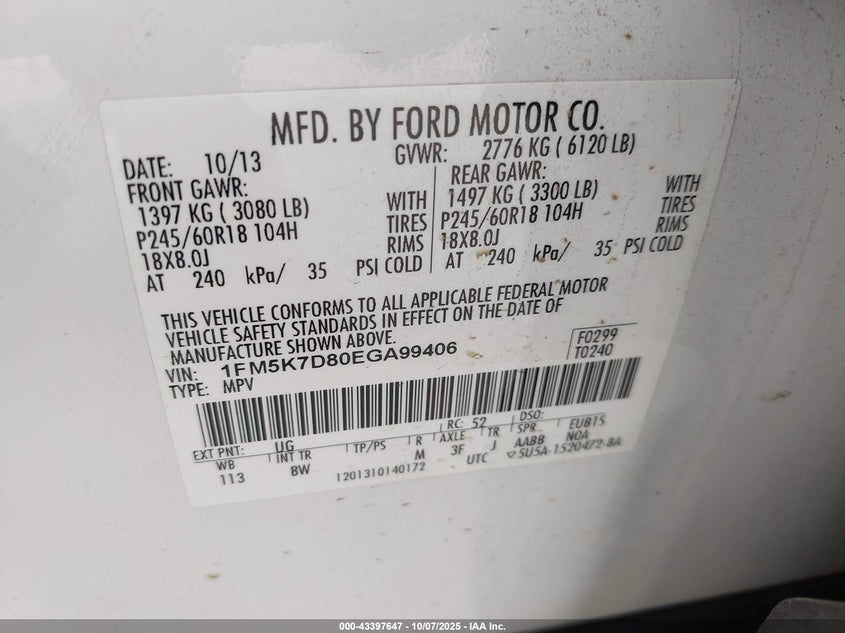 MFD. BY FORD MOTOR CO.
DATE: 10/13
GVWR: 2776 KG ( 6120 LB)
FRONT GAWR:
1397 KG ( 3080 LB)
WITH
P245/60R18 104H
TIRES
18X8.0J
RIMS
AT 240 kPa/ 35 PSI COLD
REAR GAWR:
1497 KG ( 3300 LB)
WITH
P245/60R18 104H
TIRES
18X8.0J
RIMS
AT 240 kPa/ 35 PSI COLD
THIS VEHICLE CONFORMS TO ALL APPLICABLE FEDERAL MOTOR
VEHICLE SAFETY STANDARDS IN EFFECT ON THE DATE OF
MANUFACTURE SHOWN ABOVE.
VIN: 1FM5K7D80EGA99406
TYPE: MPV
F0299
T0240
EXT PNT: UG RC: 52 DSO:
WB INT TR TP/PS R AXLE TR SPR EUB1S
113 8W M 3F J AABB NOA
1201310140172 UTC ▽5U5A-1520472-BA
000-43397647 - 10/07/2025 - IAA Inc.